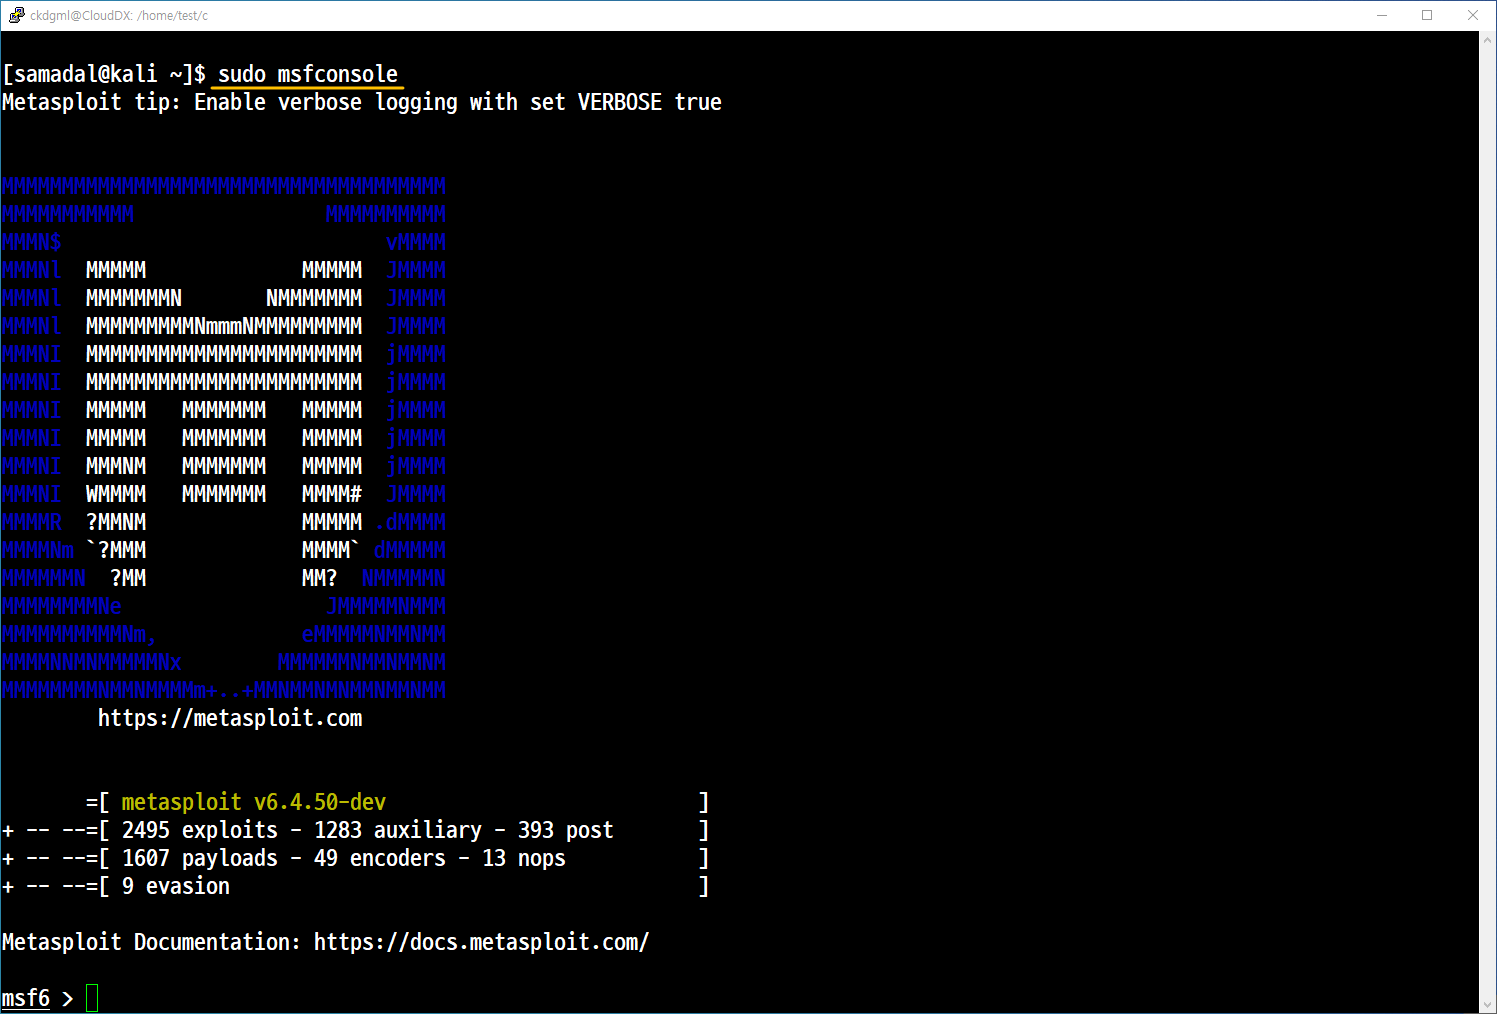 ckdgml@CloudDX: /home/test/c
[samadal@kali ~]$ sudo msfconsole
Metasploit tip: Enable verbose logging with set VERBOSE true
MMMMMMMMMMMMMMMMMMMMMMMMMMMMMMMMMMMMM
MMMMMMMMMMM                MMMMMMMMMM
MMMN$                           vMMMM
MMMNl  MMMMM             MMMMM  JMMMM
MMMNl  MMMMMMMN       NMMMMMMM  JMMMM
MMMNl  MMMMMMMMMNmmmNMMMMMMMMM  JMMMM
MMMNI  MMMMMMMMMMMMMMMMMMMMMMM  jMMMM
MMMNI  MMMMMMMMMMMMMMMMMMMMMMM  jMMMM
MMMNI  MMMMM   MMMMMMM   MMMMM  jMMMM
MMMNI  MMMMM   MMMMMMM   MMMMM  jMMMM
MMMNI  MMMNM   MMMMMMM   MMMMM  jMMMM
MMMNI  WMMMM   MMMMMMM   MMMM#  JMMMM
MMMMR  ?MMNM             MMMMM .dMMMM
MMMMNm `?MMM             MMMM` dMMMMM
MMMMMMN  ?MM             MM?  NMMMMMN
MMMMMMMMNe                 JMMMMMNMMM
MMMMMMMMMMNm,            eMMMMMNMMNMM
MMMMNNMNMMMMMNx        MMMMMMNMMNMMNM
MMMMMMMMNMMNMMMMm+..+MMNMMNMNMMNMMNMM
https://metasploit.com
=[ metasploit v6.4.50-dev                          ]
+ -- --=[ 2495 exploits - 1283 auxiliary - 393 post       ]
+ -- --=[ 1607 payloads - 49 encoders - 13 nops           ]
+ -- --=[ 9 evasion                                       ]
Metasploit Documentation: https://docs.metasploit.com/
msf6 >